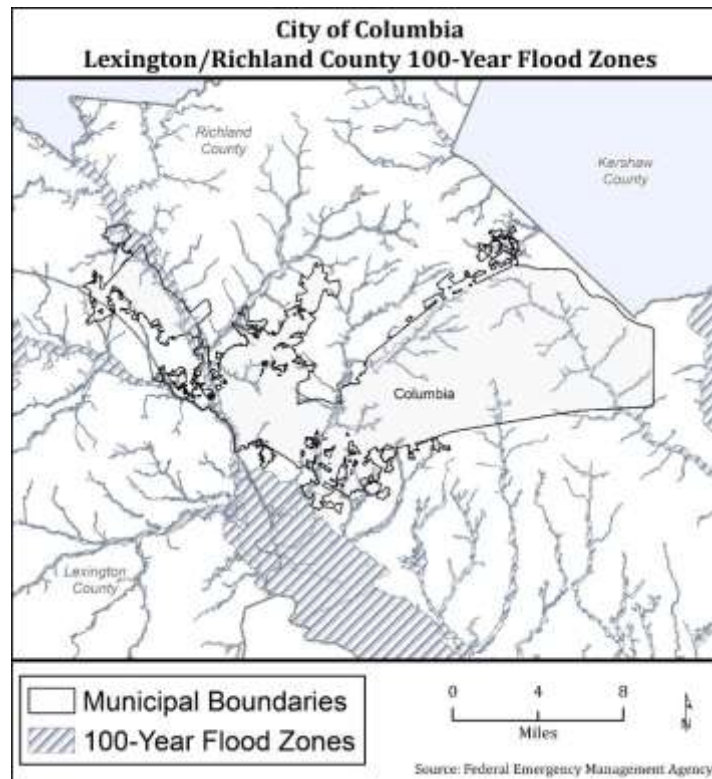 City of Columbia
Lexington/Richland County 100-Year Flood Zones
Richland
County
Kershaw
County
Columbia
Lexington
County
Municipal Boundaries
100-Year Flood Zones
0 4 8
Miles
N
Source: Federal Emergency Management Agency